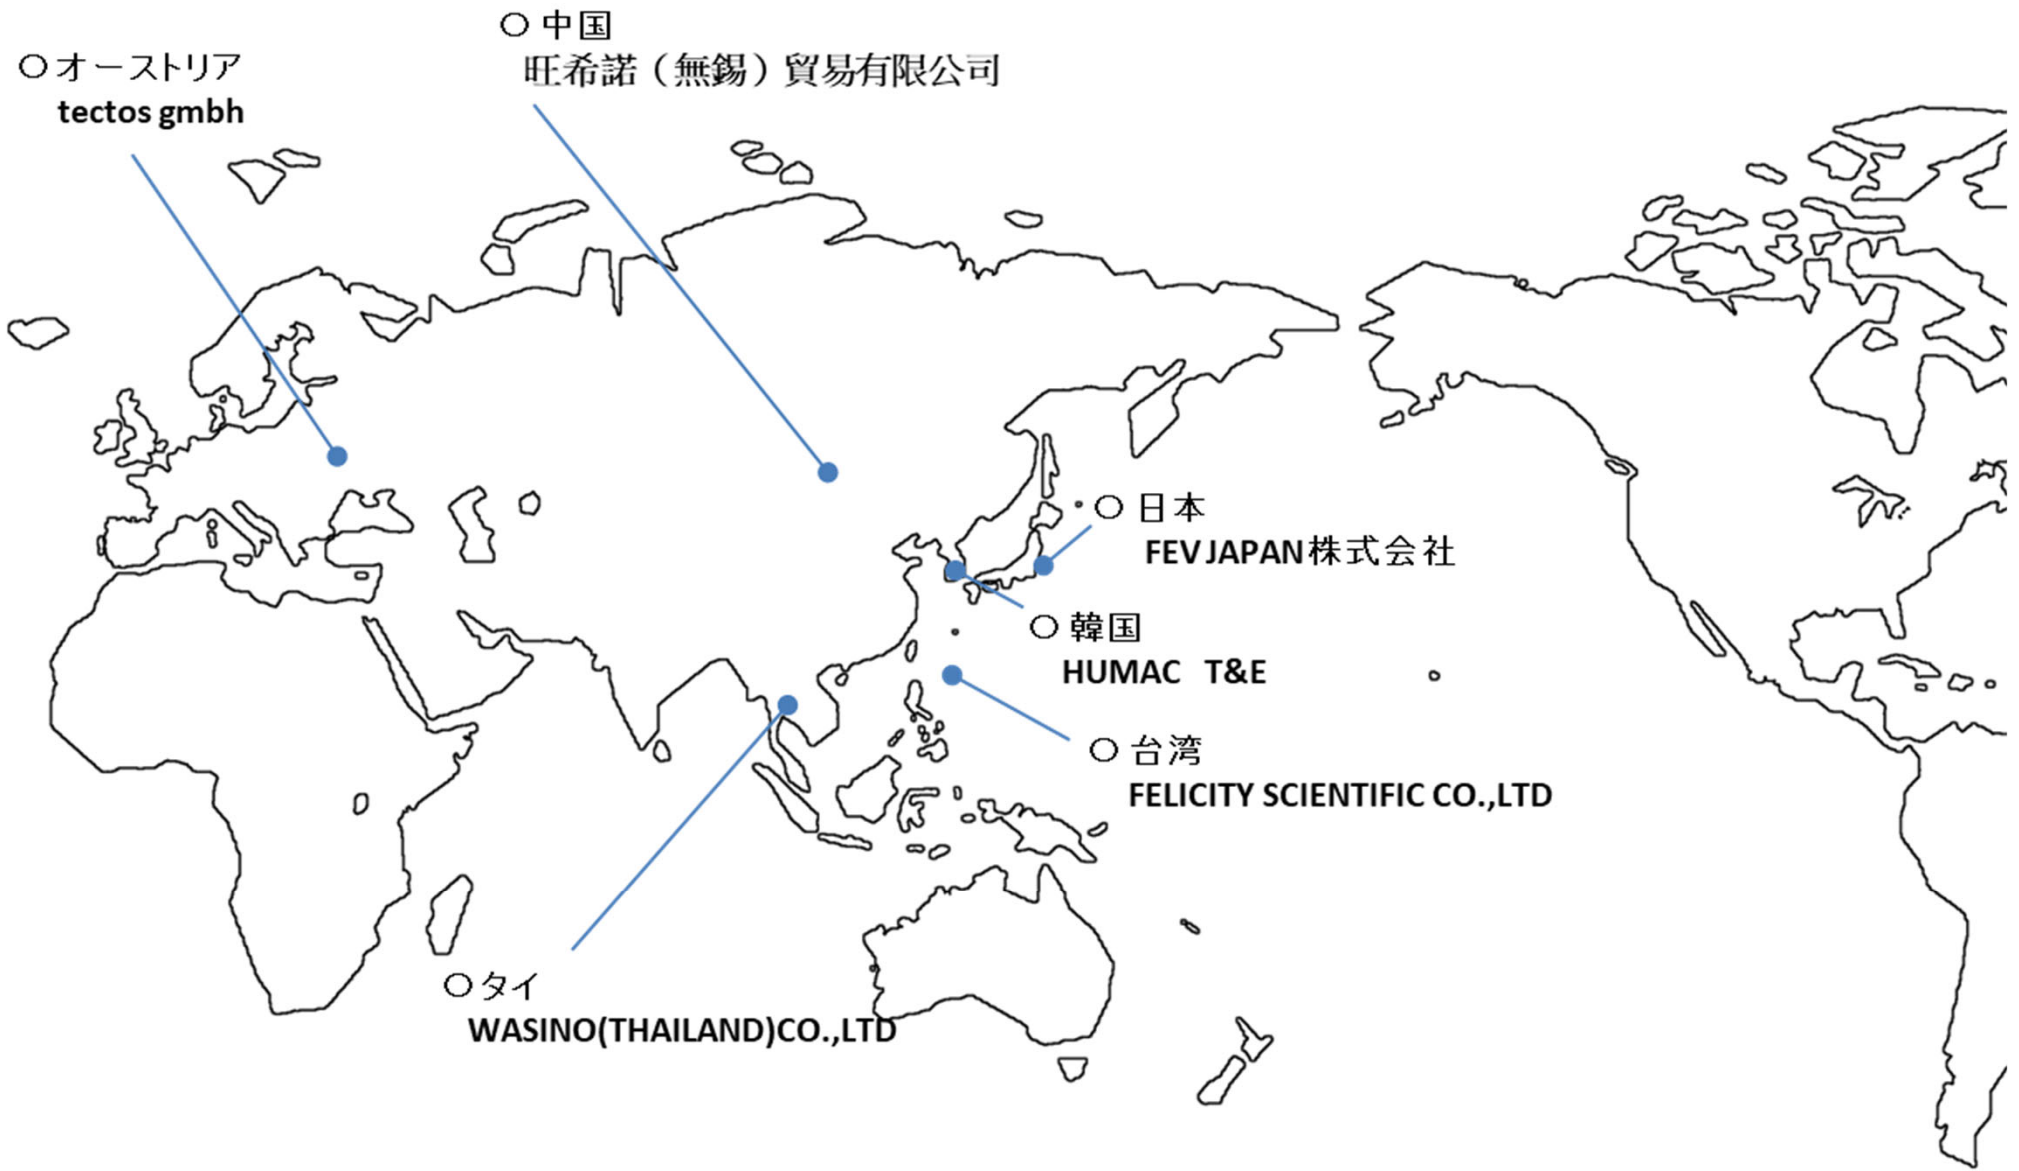 ○ 中国
旺希諾（無錫）貿易有限公司
○オーストリア
tectos gmbh
○ 日本
FEV JAPAN株式会社
○ 韓国
HUMAC T&E
○ 台湾
FELICITY SCIENTIFIC CO.,LTD
○タイ
WASINO(THAILAND)CO.,LTD